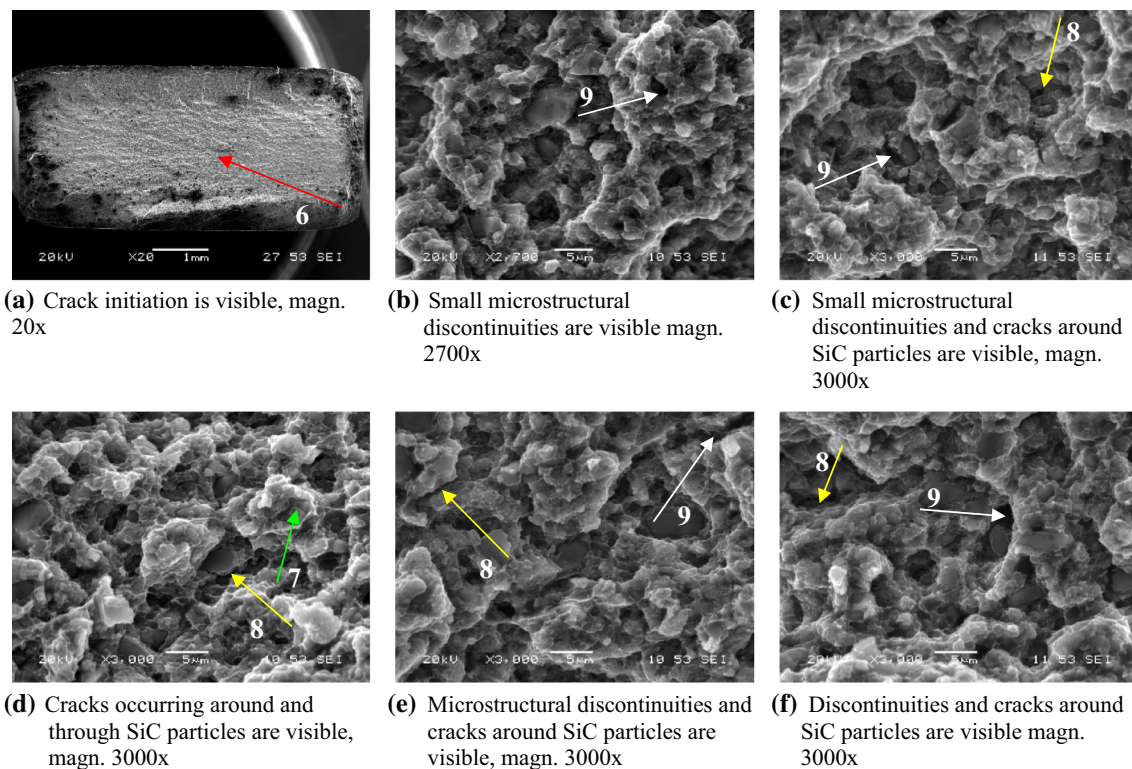 6
20kV X20 1mm 27 53 SEI
9
20kV X2,700 5µm 10 53 SEI
8
9
20kV X3,000 5µm 11 53 SEI
(a) Crack initiation is visible, magn.
20x
(b) Small microstructural
discontinuities are visible magn.
2700x
(c) Small microstructural
discontinuities and cracks around
SiC particles are visible, magn.
3000x
7
8
20kV X3,000 5µm 10 53 SEI
9
8
20kV X3,000 5µm 10 53 SEI
8
9
20kV X3,000 5µm 11 53 SEI
(d) Cracks occurring around and
through SiC particles are visible,
magn. 3000x
(e) Microstructural discontinuities and
cracks around SiC particles are
visible, magn. 3000x
(f) Discontinuities and cracks around
SiC particles are visible magn.
3000x